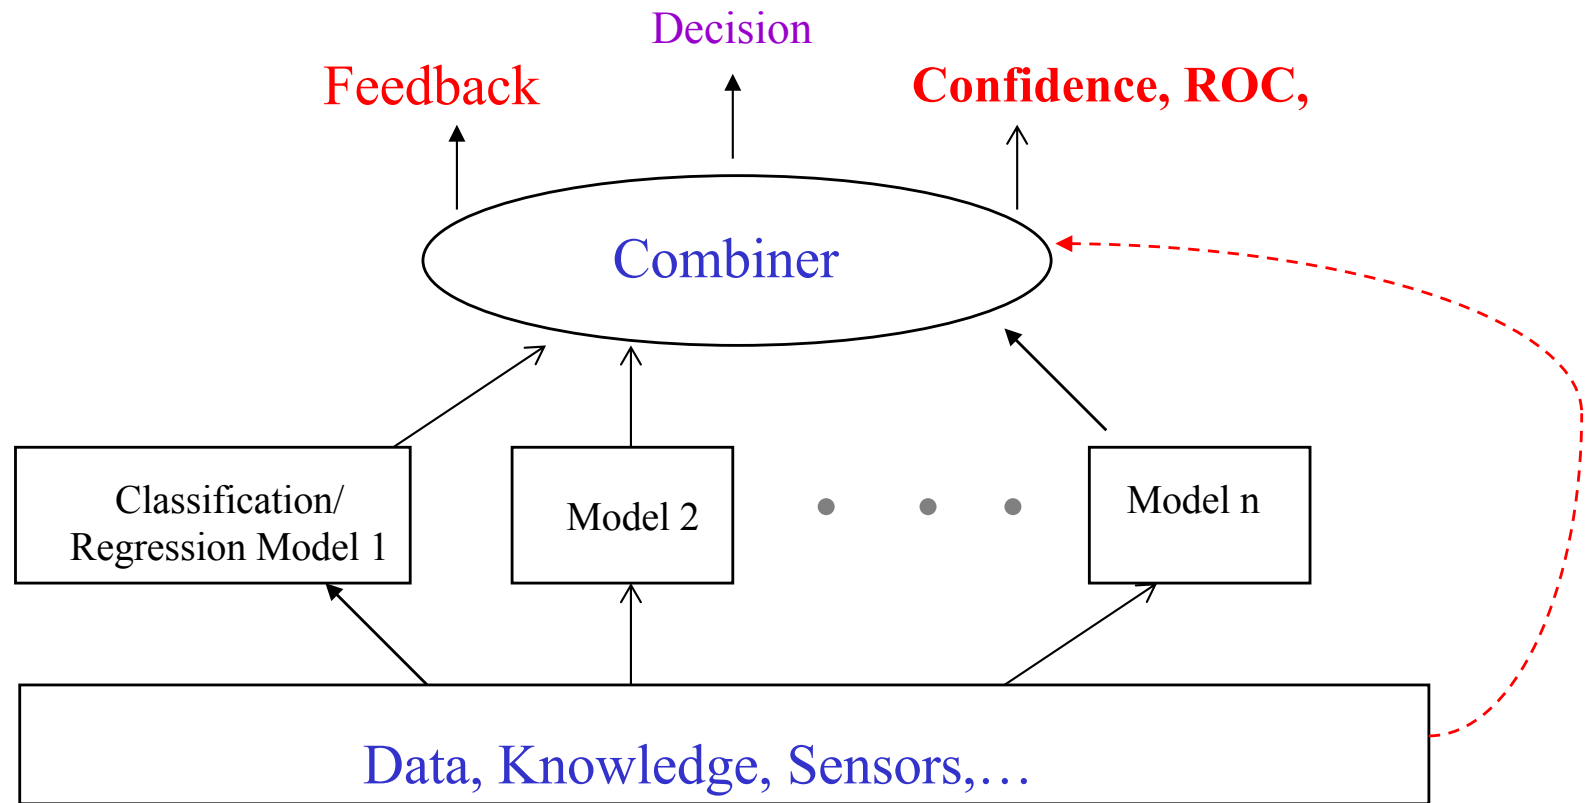 Decision
Feedback
Confidence, ROC,
Combiner
Classification/
Regression Model 1
Model 2
Model n
Data, Knowledge, Sensors,…